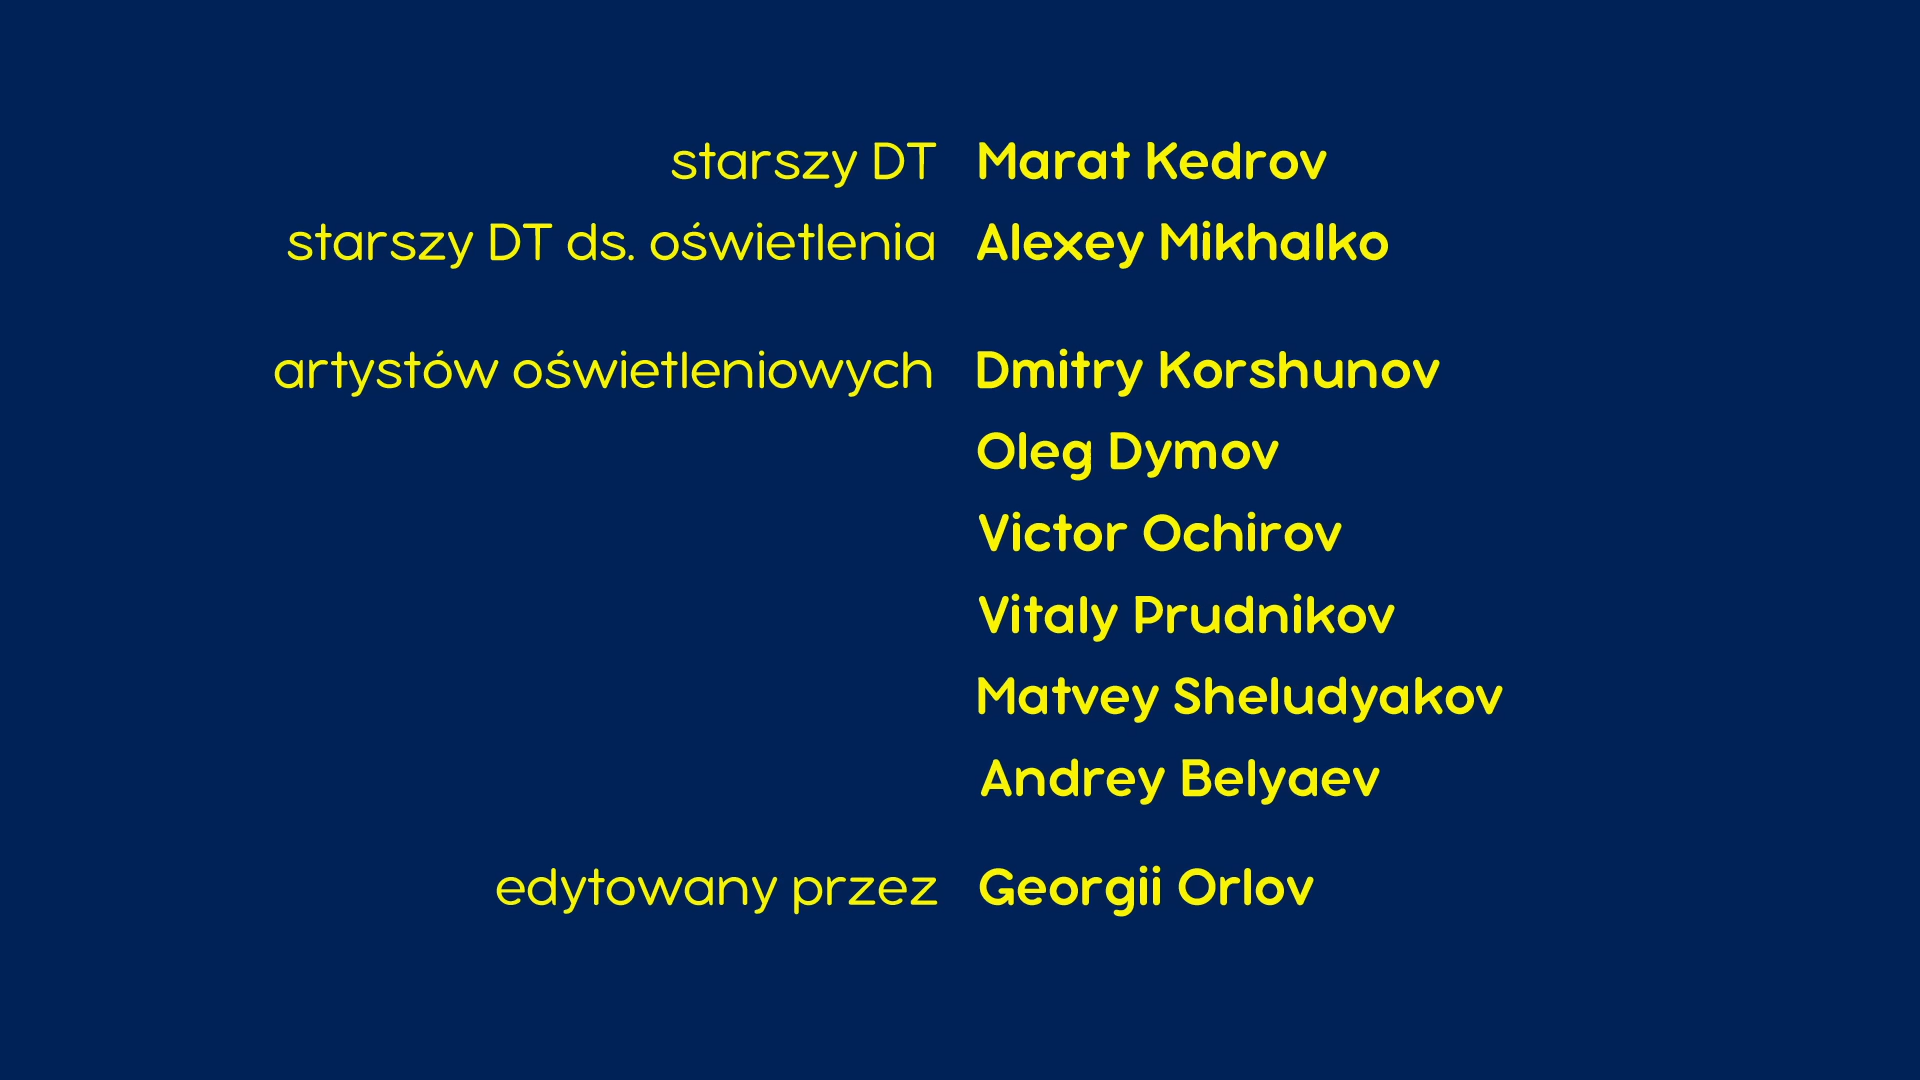 starszy DT Marat Kedrov
starszy DT ds. oświetlenia Alexey Mikhalko
artystów oświetleniowych Dmitry Korshunov
Oleg Dymov
Victor Ochirov
Vitaly Prudnikov
Matvey Sheludyakov
Andrey Belyaev
edytowany przez Georgii Orlov